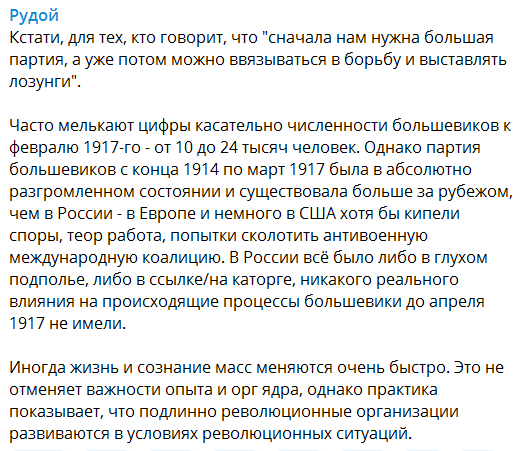 Рудой
Кстати, для тех, кто говорит, что "сначала нам нужна большая
партия, а уже потом можно ввязываться в борьбу и выставлять
лозунги".
Часто мелькают цифры касательно численности большевиков к
февралю 1917-го - от 10 до 24 тысяч человек. Однако партия
большевиков с конца 1914 по март 1917 была в абсолютно
разгромленном состоянии и существовала больше за рубежом,
чем в России - в Европе и немного в США хотя бы кипели
споры, теор работа, попытки сколотить антивоенную
международную коалицию. В России всё было либо в глухом
подполье, либо в ссылке/на каторге, никакого реального
влияния на происходящие процессы большевики до апреля
1917 не имели.
Иногда жизнь и сознание масс меняются очень быстро. Это не
отменяет важности опыта и орг ядра, однако практика
показывает, что подлинно революционные организации
развиваются в условиях революционных ситуаций.